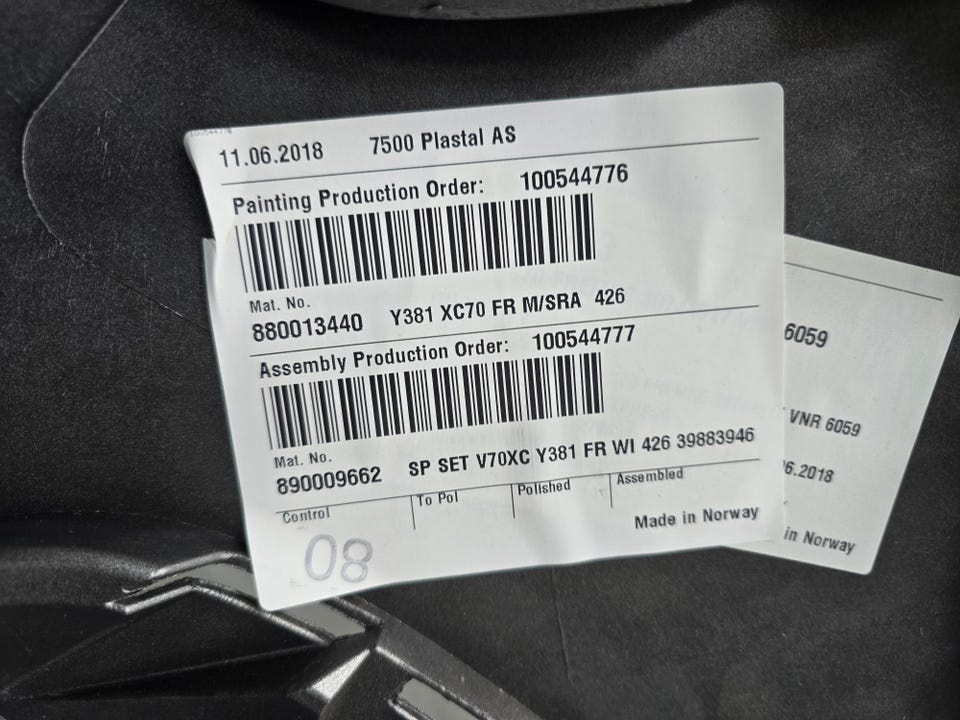 100544776
11.06.2018 7500 Plastal AS
Painting Production Order: 100544776
Mat. No.
880013440 Y381 XC70 FR M/SRA 426
Assembly Production Order: 100544777
Mat. No.
890009662 SP SET V70XC Y381 FR WI 426 39883946
Control To Pol Polished Assembled
Made in Norway
08
6059
VNR 6059
06.2018
in Norway